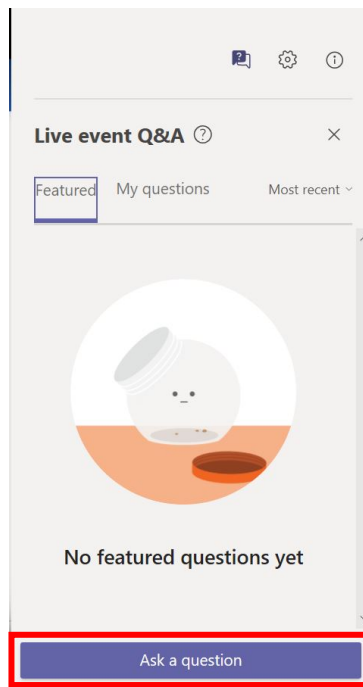 Live event Q&A
Featured My questions Most recent
No featured questions yet
Ask a question